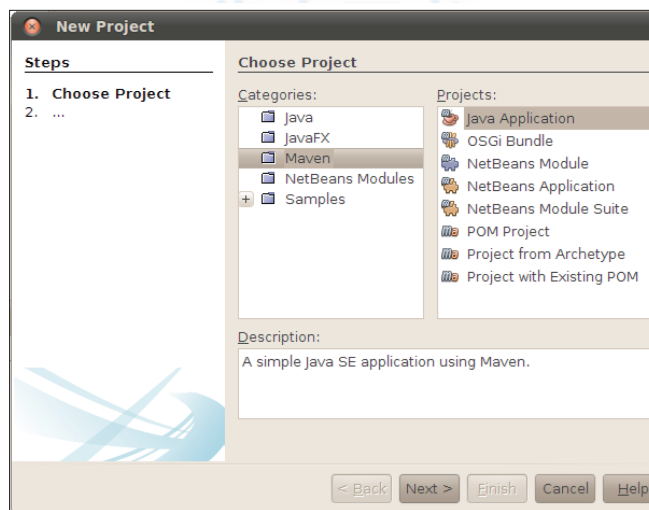 New Project
Steps
1. Choose Project
2. ...
Choose Project
Categories:
Java
JavaFX
Maven
NetBeans Modules
+ Samples
Projects:
Java Application
OSGi Bundle
NetBeans Module
NetBeans Application
NetBeans Module Suite
POM Project
Project from Archetype
Project with Existing POM
Description:
A simple Java SE application using Maven.
< Back
Next >
Finish
Cancel
Help